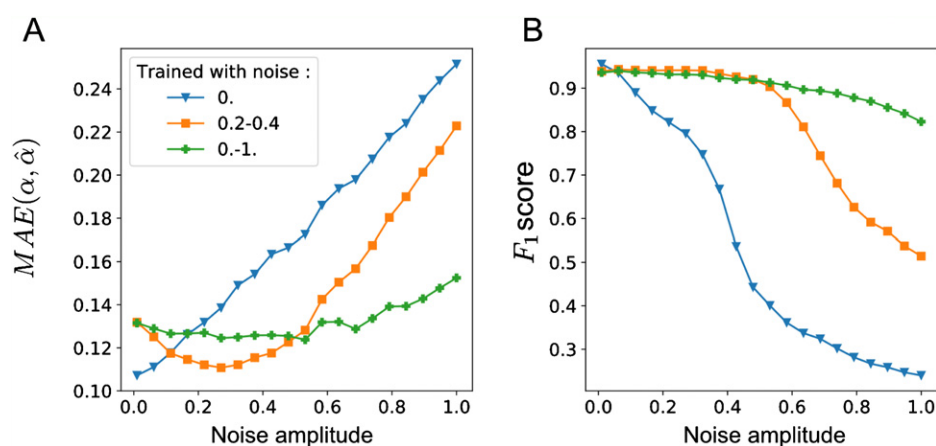 A
B
MAE(α, α̂)
0.24
0.22
0.20
0.18
0.16
0.14
0.12
0.10
Trained with noise :
0.
0.2-0.4
0.-1.
0.0 0.2 0.4 0.6 0.8 1.0
Noise amplitude
F₁ score
0.9
0.8
0.7
0.6
0.5
0.4
0.3
0.0 0.2 0.4 0.6 0.8 1.0
Noise amplitude